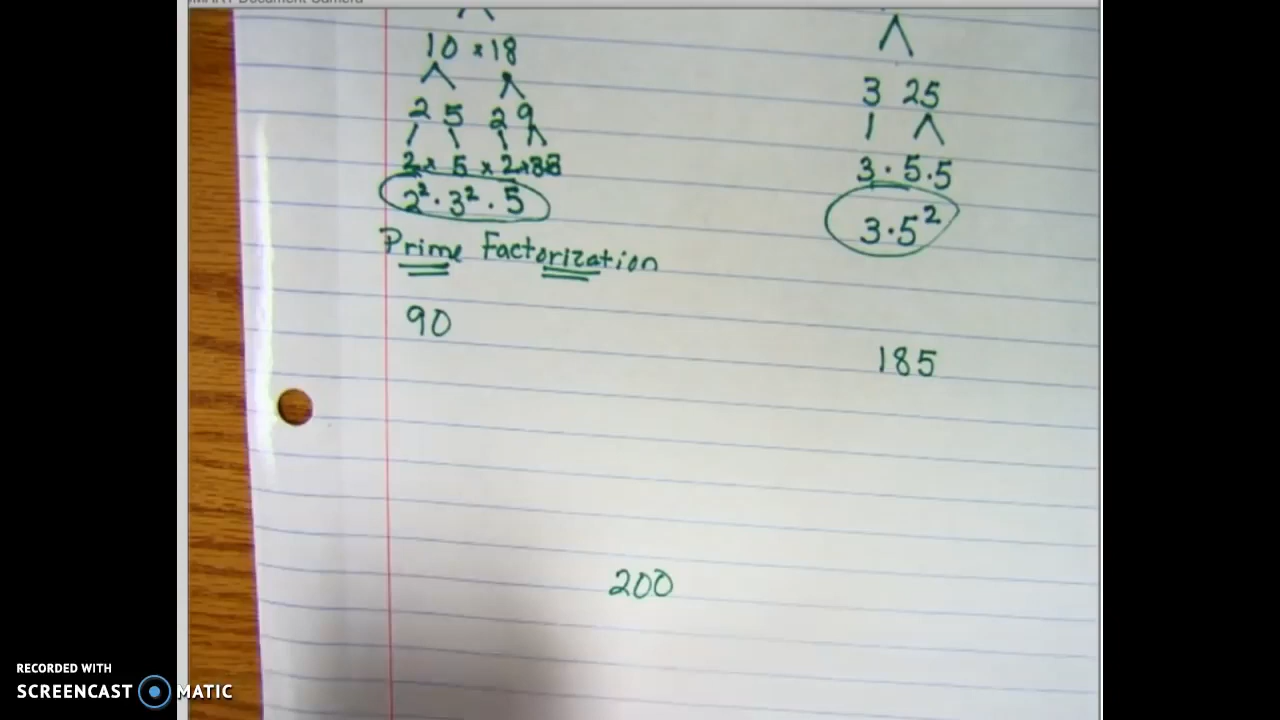 10 × 18
2 5 2 9
2 × 5 × 2 × 3 3
2² · 3² · 5
3 25
3 · 5 · 5
3 · 5²
Prime Factorization
90
185
200
RECORDED WITH
SCREENCAST MATIC